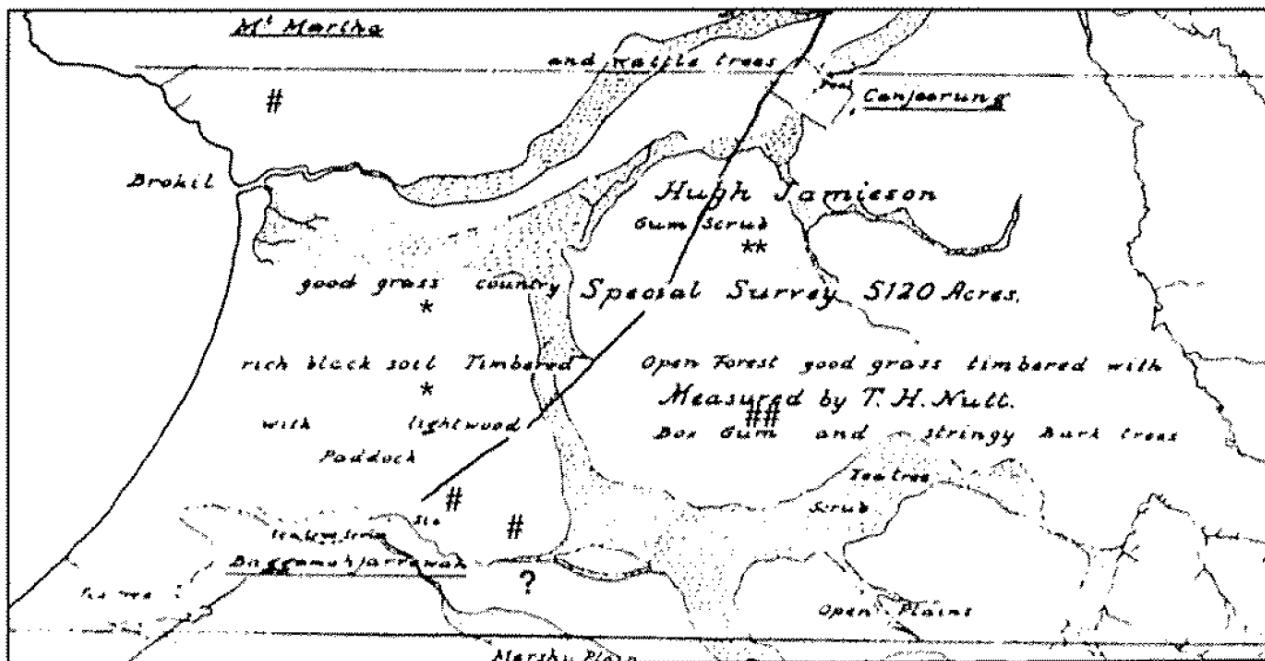 Mt Martha
and Wattle trees
#
Canjeerung
Brokil
Hugh Jamieson
Gum Scrub
**
good grass country
Special Survey 5120 Acres.
*
rich black soil Timbered
Open Forest good grass timbered with
*
Measured by T. H. Nutt.
##
with lightwood
Box Gum and stringy Bark trees
Paddock
Tea tree
#
Scrub
#
?
Open Plains
Marshy Plain